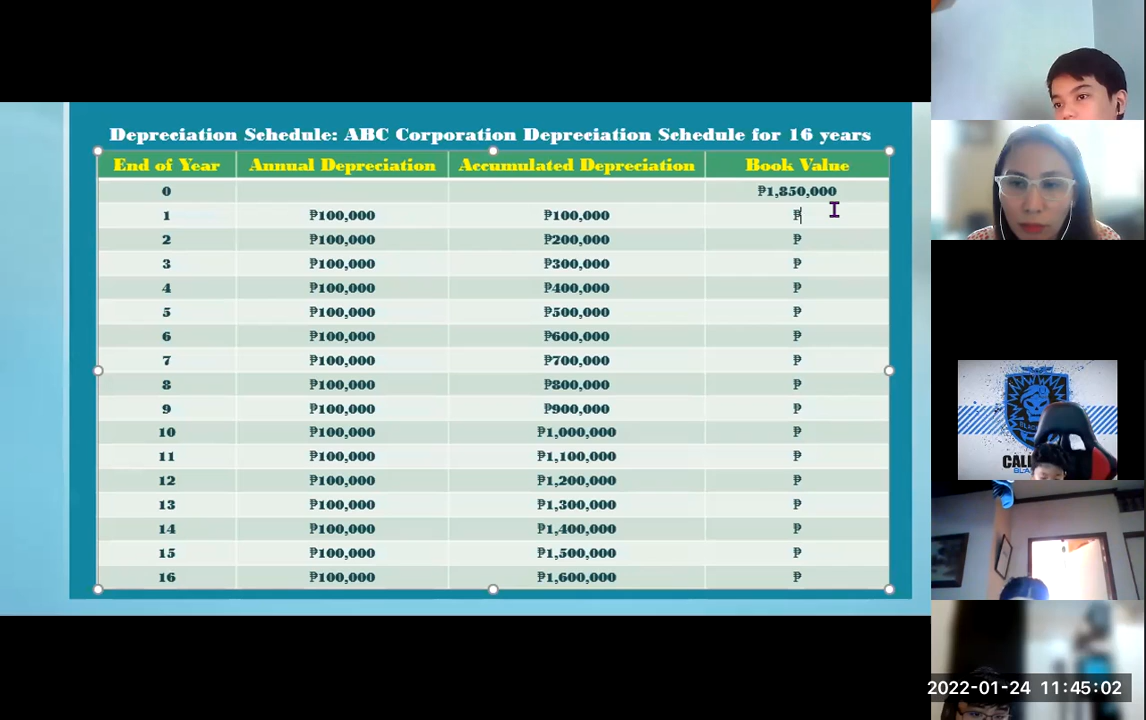 Depreciation Schedule: ABC Corporation Depreciation Schedule for 16 years
End of Year Annual Depreciation Accumulated Depreciation Book Value
0 ₱1,850,000
1 ₱100,000 ₱100,000 ₱
2 ₱100,000 ₱200,000 ₱
3 ₱100,000 ₱300,000 ₱
4 ₱100,000 ₱400,000 ₱
5 ₱100,000 ₱500,000 ₱
6 ₱100,000 ₱600,000 ₱
7 ₱100,000 ₱700,000 ₱
8 ₱100,000 ₱800,000 ₱
9 ₱100,000 ₱900,000 ₱
10 ₱100,000 ₱1,000,000 ₱
11 ₱100,000 ₱1,100,000 ₱
12 ₱100,000 ₱1,200,000 ₱
13 ₱100,000 ₱1,300,000 ₱
14 ₱100,000 ₱1,400,000 ₱
15 ₱100,000 ₱1,500,000 ₱
16 ₱100,000 ₱1,600,000 ₱
CALL
2022-01-24 11:45:02